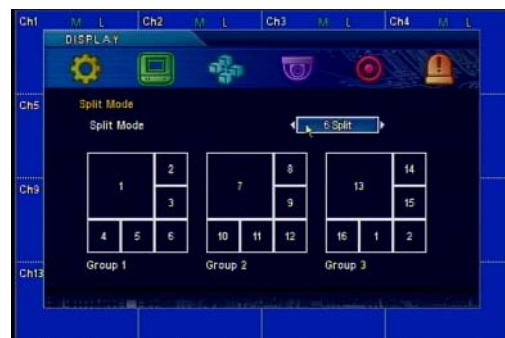 Ch1 M L Ch2 M L Ch3 M L Ch4 M L
DISPLAY
Ch5
Split Mode
Split Mode 6 Split
1 2 7 8 13 14
3 9 15
Ch9
4 5 6 10 11 12 16 1 2
Group 1 Group 2 Group 3
Ch13